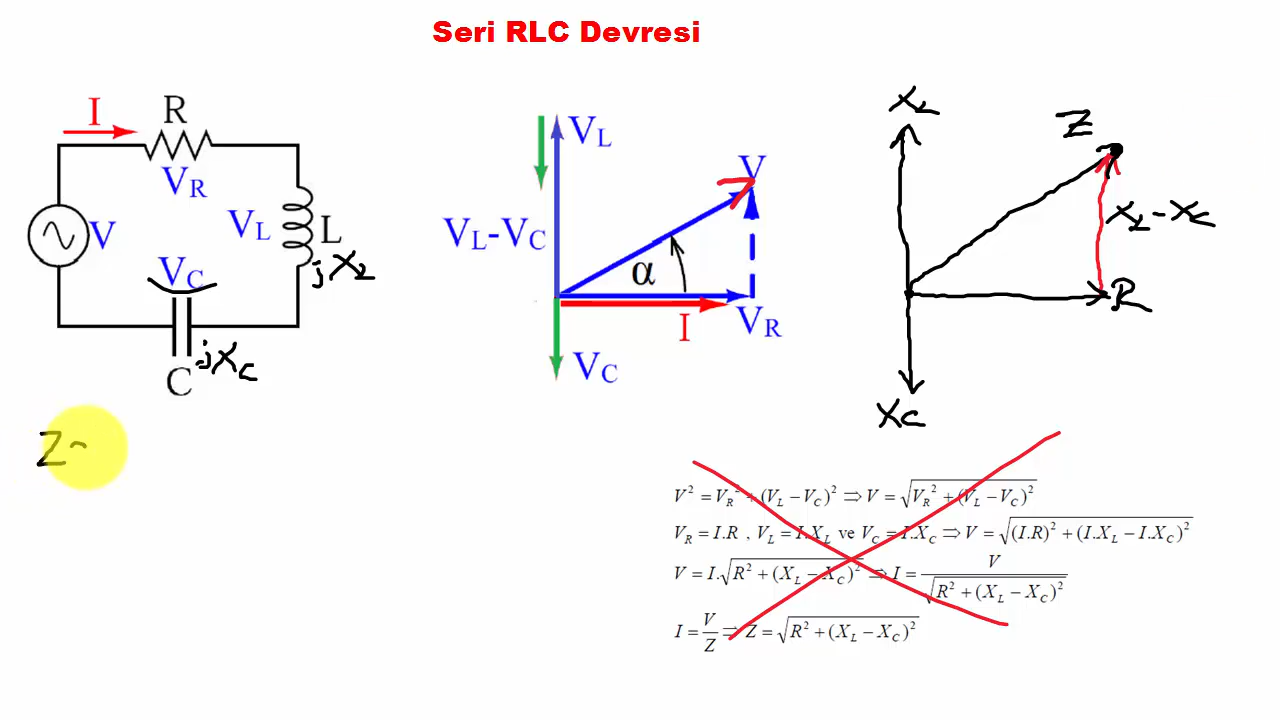 Seri RLC Devresi
I
R
V_R
V
V_L
L
jX_L
V_C
C
-jX_C
V_L
V_L-V_C
V
α
I
V_R
V_C
X_L
Z
X_L-X_C
R
X_C
Z=
V² = V_R² + (V_L - V_C)² ⇒ V = √(V_R² + (V_L - V_C)²)
V_R = I.R , V_L = I.X_L ve V_C = I.X_C ⇒ V = √((I.R)² + (I.X_L - I.X_C)²)
V = I.√(R² + (X_L - X_C)²) ⇒ I = V / √(R² + (X_L - X_C)²)
I = V/Z ⇒ Z = √(R² + (X_L - X_C)²)